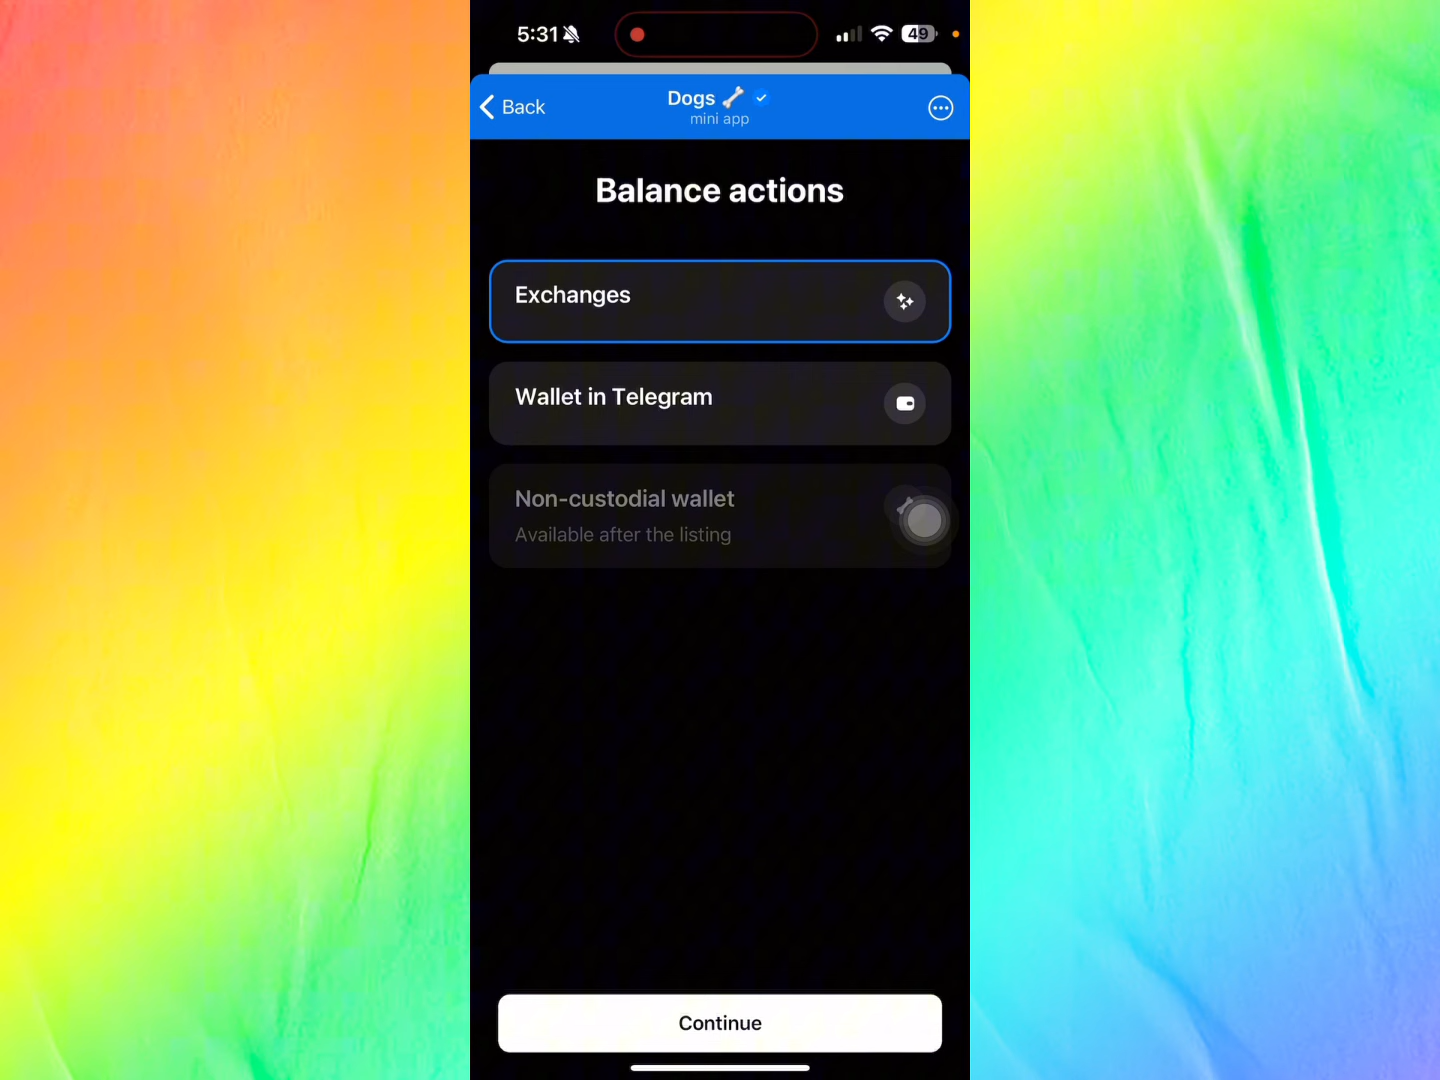 5:31
49
Back
Dogs
mini app
Balance actions
Exchanges
Wallet in Telegram
Non-custodial wallet
Available after the listing
Continue